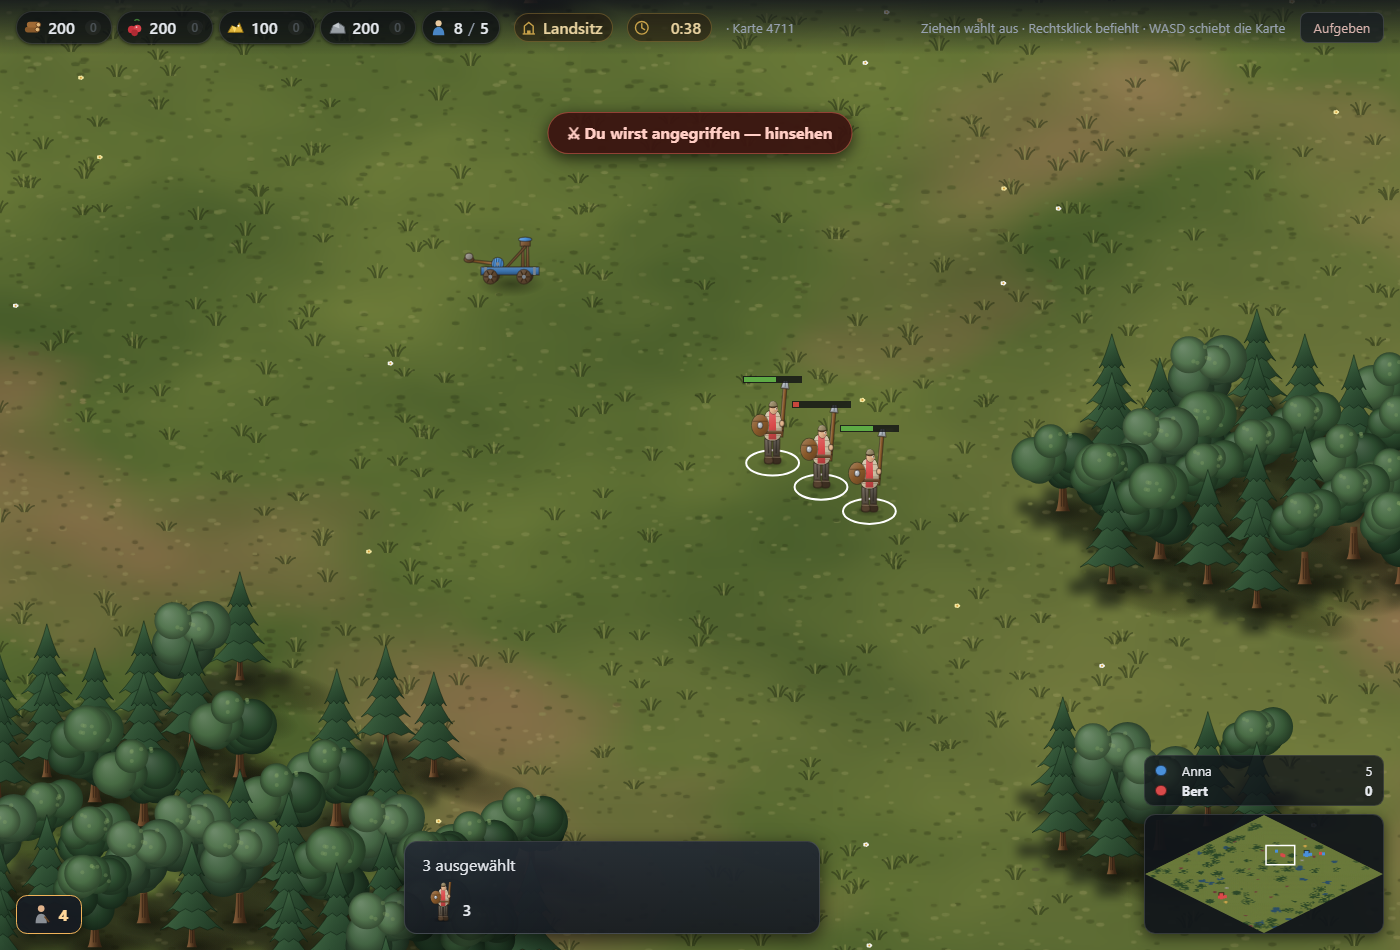 200 0 200 0 100 0 200 0 8 / 5 Landsitz 0:38 · Karte 4711 Ziehen wählt aus · Rechtsklick befiehlt · WASD schiebt die Karte Aufgeben
⚔ Du wirst angegriffen — hinsehen
Anna 5
Bert 0
3 ausgewählt
3
4